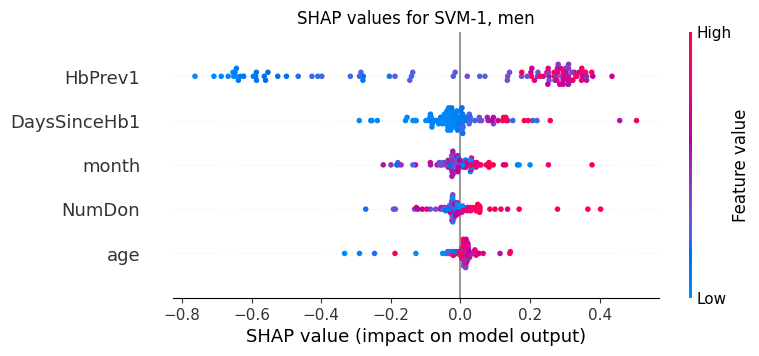 SHAP values for SVM-1, men
High
HbPrev1
DaysSinceHb1
month
NumDon
age
Feature value
Low
−0.8 −0.6 −0.4 −0.2 0.0 0.2 0.4
SHAP value (impact on model output)